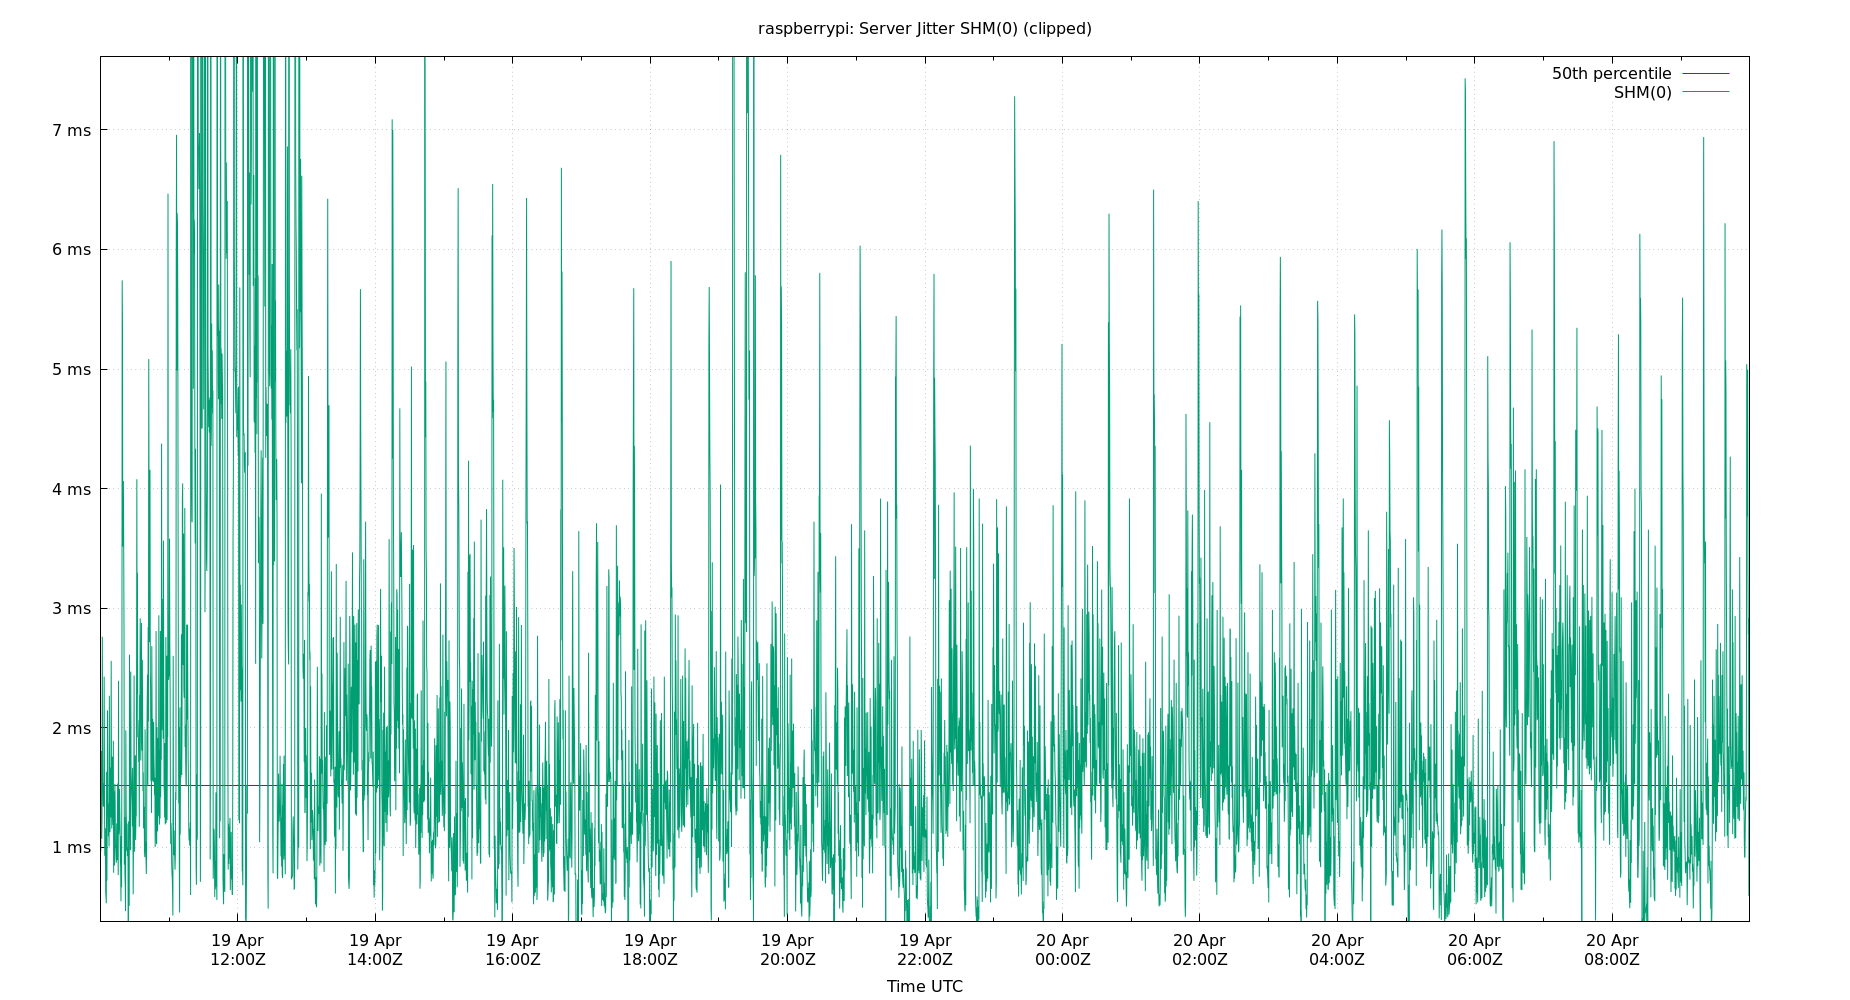 raspberrypi: Server Jitter SHM(0) (clipped)
50th percentile
SHM(0)
7 ms
6 ms
5 ms
4 ms
3 ms
2 ms
1 ms
19 Apr 19 Apr 19 Apr 19 Apr 19 Apr 19 Apr 20 Apr 20 Apr 20 Apr 20 Apr 20 Apr
12:00Z 14:00Z 16:00Z 18:00Z 20:00Z 22:00Z 00:00Z 02:00Z 04:00Z 06:00Z 08:00Z
Time UTC